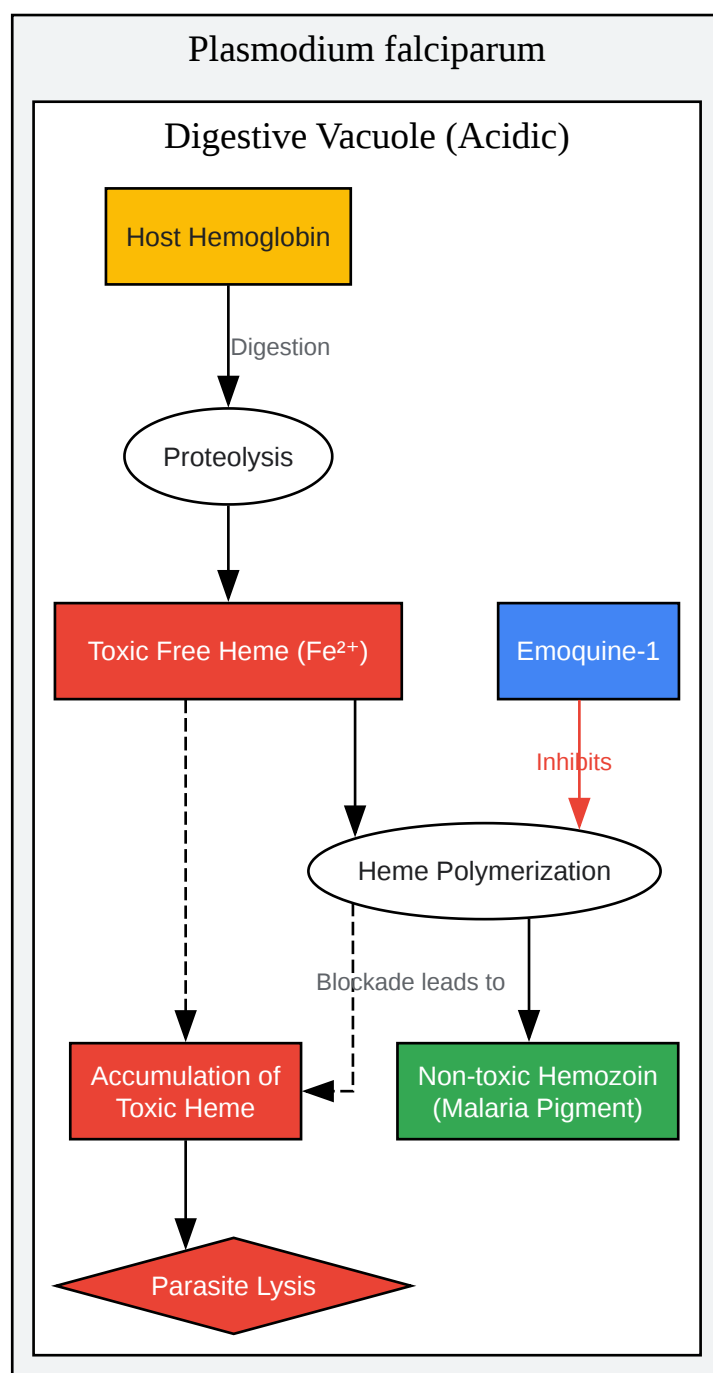 Plasmodium falciparum
Digestive Vacuole (Acidic)
Host Hemoglobin
Digestion
Proteolysis
Toxic Free Heme (Fe²⁺)
Emoquine-1
Inhibits
Heme Polymerization
Blockade leads to
Accumulation of
Toxic Heme
Non-toxic Hemozoin
(Malaria Pigment)
Parasite Lysis